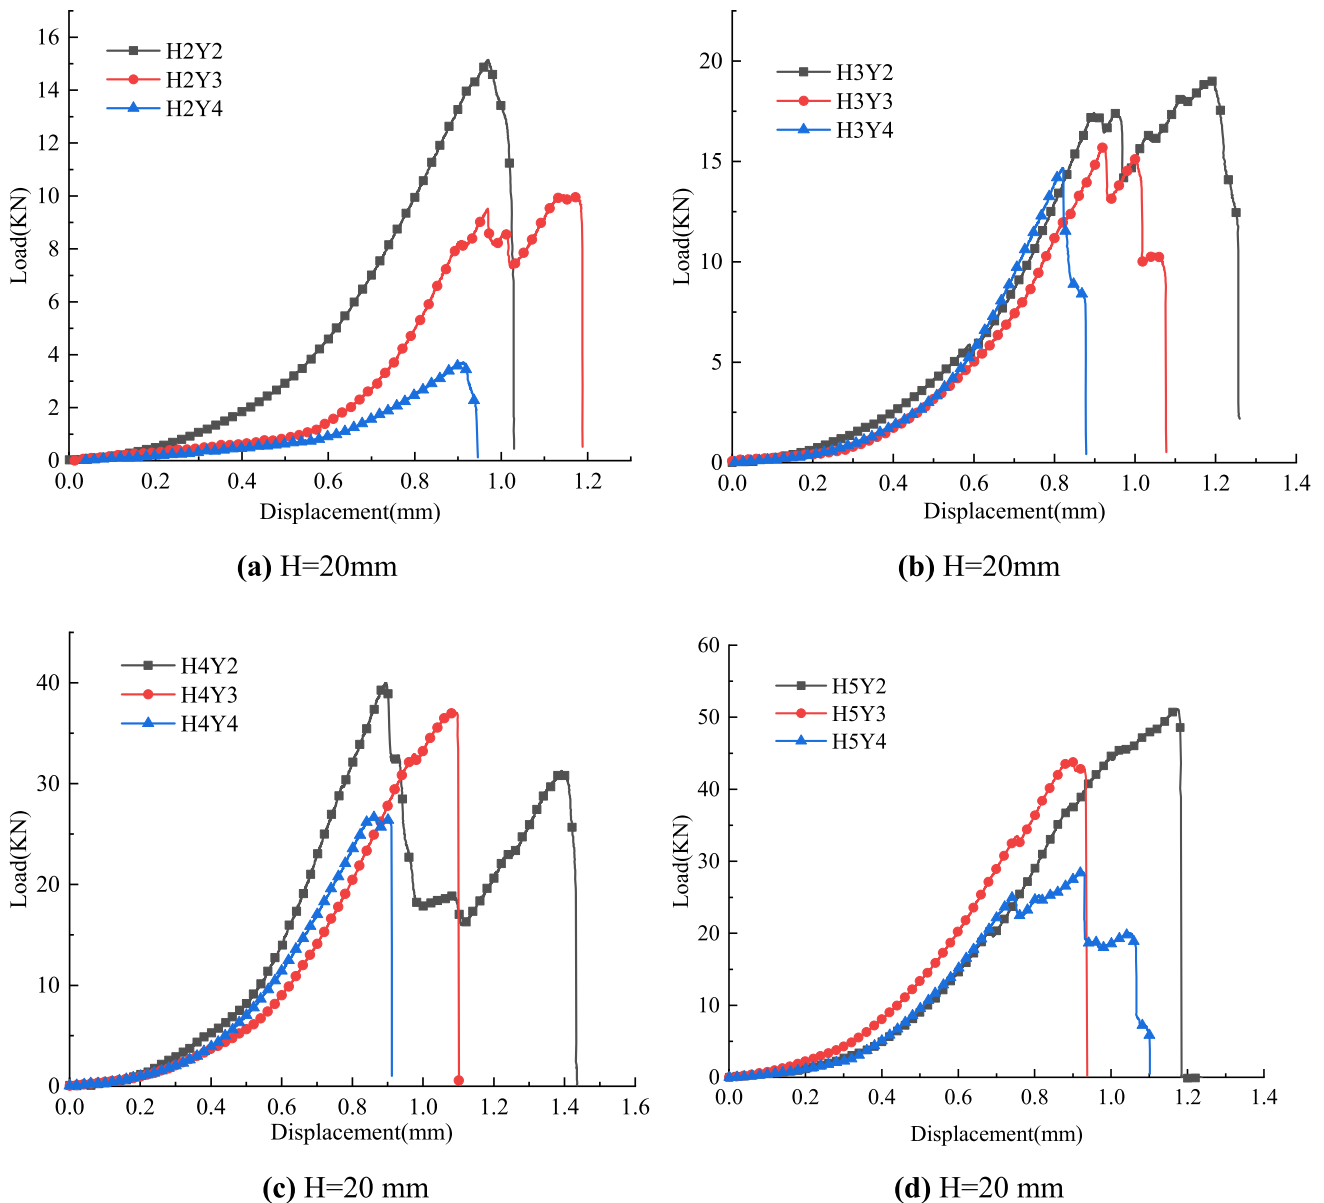 H2Y2
H2Y3
H2Y4
Load(KN)
16
14
12
10
8
6
4
2
0
0.0 0.2 0.4 0.6 0.8 1.0 1.2
Displacement(mm)
(a) H=20mm
H3Y2
H3Y3
H3Y4
Load(KN)
20
15
10
5
0
0.0 0.2 0.4 0.6 0.8 1.0 1.2 1.4
Displacement(mm)
(b) H=20mm
H4Y2
H4Y3
H4Y4
Load(KN)
40
30
20
10
0
0.0 0.2 0.4 0.6 0.8 1.0 1.2 1.4 1.6
Displacement(mm)
(c) H=20 mm
H5Y2
H5Y3
H5Y4
Load(KN)
60
50
40
30
20
10
0
0.0 0.2 0.4 0.6 0.8 1.0 1.2 1.4
Displacement(mm)
(d) H=20 mm